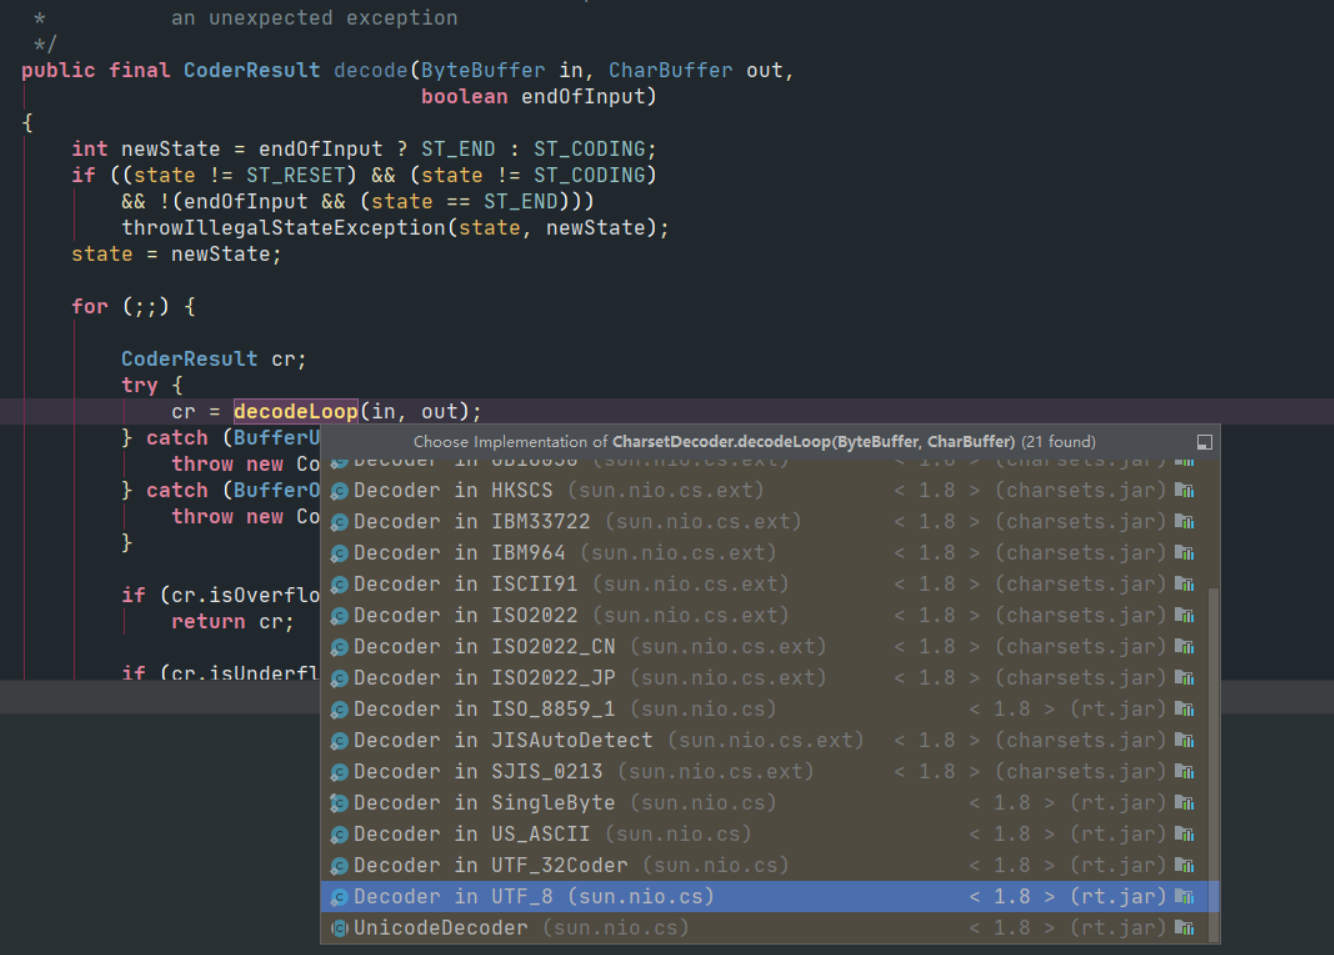 *          an unexpected exception
*/
public final CoderResult decode(ByteBuffer in, CharBuffer out,
                                boolean endOfInput)
{
    int newState = endOfInput ? ST_END : ST_CODING;
    if ((state != ST_RESET) && (state != ST_CODING)
        && !(endOfInput && (state == ST_END)))
        throwIllegalStateException(state, newState);
    state = newState;
    for (;;) {
        CoderResult cr;
        try {
            cr = decodeLoop(in, out);
        } catch (BufferU
            throw new Co
        } catch (BufferO
            throw new Co
        }
        if (cr.isOverflo
            return cr;
        if (cr.isUnderfl
Choose Implementation of CharsetDecoder.decodeLoop(ByteBuffer, CharBuffer) (21 found)
Decoder in GB18030 (sun.nio.cs.ext) < 1.8 > (charsets.jar)
Decoder in HKSCS (sun.nio.cs.ext) < 1.8 > (charsets.jar)
Decoder in IBM33722 (sun.nio.cs.ext) < 1.8 > (charsets.jar)
Decoder in IBM964 (sun.nio.cs.ext) < 1.8 > (charsets.jar)
Decoder in ISCII91 (sun.nio.cs.ext) < 1.8 > (charsets.jar)
Decoder in ISO2022 (sun.nio.cs.ext) < 1.8 > (charsets.jar)
Decoder in ISO2022_CN (sun.nio.cs.ext) < 1.8 > (charsets.jar)
Decoder in ISO2022_JP (sun.nio.cs.ext) < 1.8 > (charsets.jar)
Decoder in ISO_8859_1 (sun.nio.cs) < 1.8 > (rt.jar)
Decoder in JISAutoDetect (sun.nio.cs.ext) < 1.8 > (charsets.jar)
Decoder in SJIS_0213 (sun.nio.cs.ext) < 1.8 > (charsets.jar)
Decoder in SingleByte (sun.nio.cs) < 1.8 > (rt.jar)
Decoder in US_ASCII (sun.nio.cs) < 1.8 > (rt.jar)
Decoder in UTF_32Coder (sun.nio.cs) < 1.8 > (rt.jar)
Decoder in UTF_8 (sun.nio.cs) < 1.8 > (rt.jar)
UnicodeDecoder (sun.nio.cs) < 1.8 > (rt.jar)